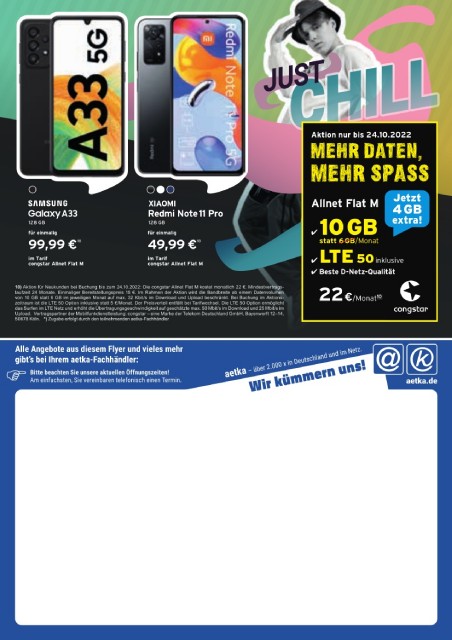 A33 5G
Redmi Note 11 Pro 5G
JUST
CHILL
Aktion nur bis 24.10.2022
MEHR DATEN,
MEHR SPASS
Allnet Flat M
Jetzt
4 GB
extra!
✓ 10 GB
statt 6 GB/Monat
✓ LTE 50 inklusive
✓ Beste D-Netz-Qualität
22 €/Monat
congstar
SAMSUNG
Galaxy A33
128 GB
für einmalig
99,99 €
im Tarif
congstar Allnet Flat M
XIAOMI
Redmi Note 11 Pro
128 GB
für einmalig
49,99 €
im Tarif
congstar Allnet Flat M
Alle Angebote aus diesem Flyer und vieles mehr
gibt's bei Ihrem aetka-Fachhändler:
Bitte beachten Sie unsere aktuellen Öffnungszeiten!
Am einfachsten, Sie vereinbaren telefonisch einen Termin.
aetka – über 2.000 x in Deutschland und im Netz.
Wir kümmern uns!
@ k
aetka.de